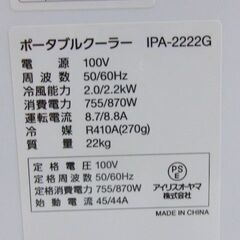 ポータブルクーラー IPA-2222G
電源 100V
周波数 50/60Hz
冷風能力 2.0/2.2kW
消費電力 755/870W
運転電流 8.7/8.8A
冷媒 R410A(270g)
質量 22kg
定格電圧 100V
定格周波数 50/60Hz
定格消費電力 755/870W
始動電流 45/44A
PSE
アイリスオーヤマ
株式会社
MADE IN CHINA